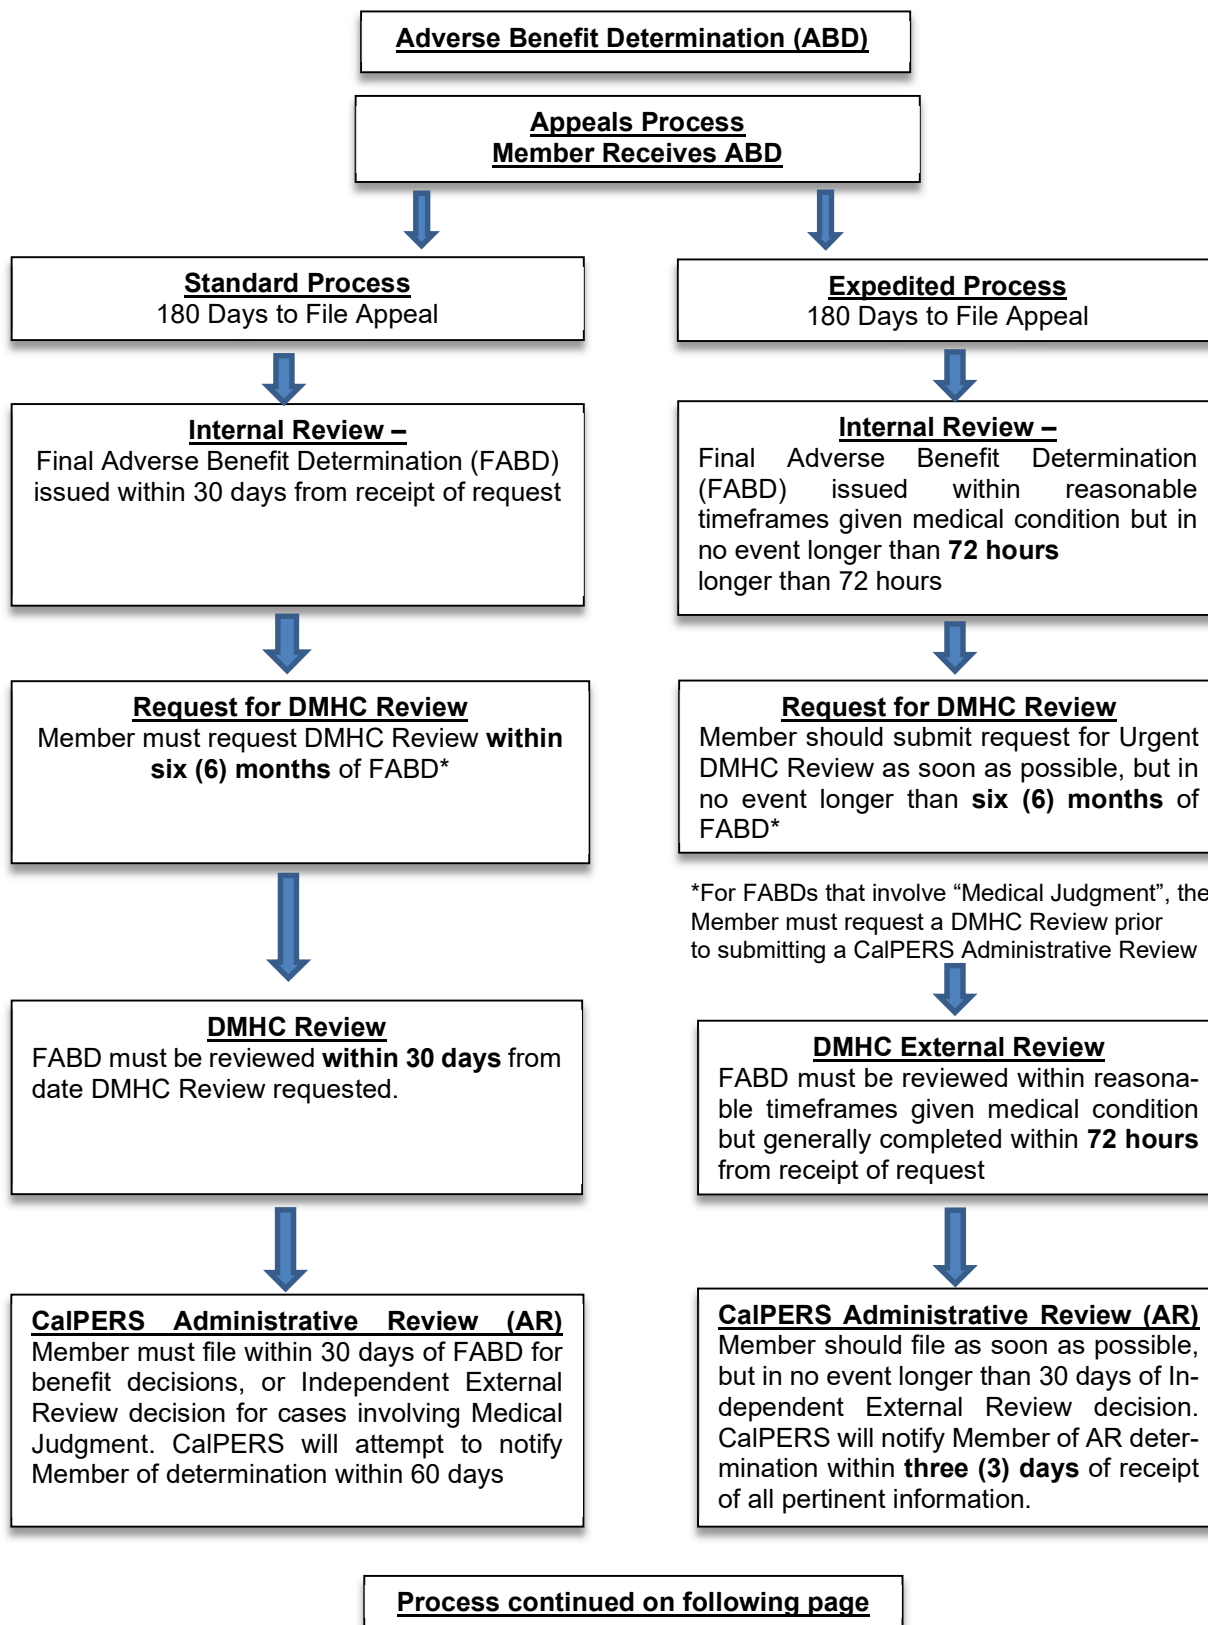 Adverse Benefit Determination (ABD)
Appeals Process
Member Receives ABD
Standard Process
180 Days to File Appeal
Expedited Process
180 Days to File Appeal
Internal Review –
Final Adverse Benefit Determination (FABD)
issued within 30 days from receipt of request
Internal Review –
Final Adverse Benefit Determination
(FABD) issued within reasonable
timeframes given medical condition but in
no event longer than 72 hours
longer than 72 hours
Request for DMHC Review
Member must request DMHC Review within
six (6) months of FABD*
Request for DMHC Review
Member should submit request for Urgent
DMHC Review as soon as possible, but in
no event longer than six (6) months of
FABD*
*For FABDs that involve “Medical Judgment”, the
Member must request a DMHC Review prior
to submitting a CalPERS Administrative Review
DMHC Review
FABD must be reviewed within 30 days from
date DMHC Review requested.
DMHC External Review
FABD must be reviewed within reasona-
ble timeframes given medical condition
but generally completed within 72 hours
from receipt of request
CalPERS Administrative Review (AR)
Member must file within 30 days of FABD for
benefit decisions, or Independent External
Review decision for cases involving Medical
Judgment. CalPERS will attempt to notify
Member of determination within 60 days
CalPERS Administrative Review (AR)
Member should file as soon as possible,
but in no event longer than 30 days of In-
dependent External Review decision.
CalPERS will notify Member of AR deter-
mination within three (3) days of receipt
of all pertinent information.
Process continued on following page